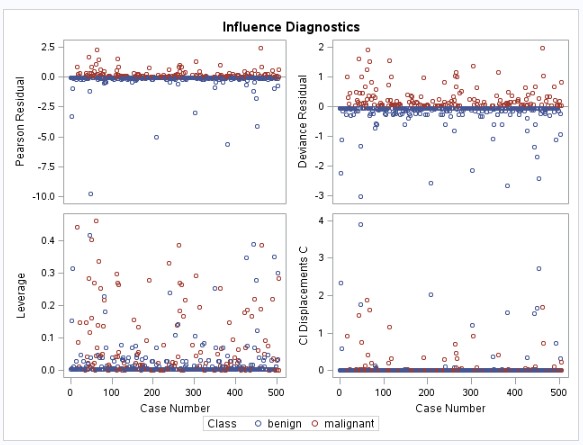 Influence Diagnostics
Pearson Residual
2.5
0.0
-2.5
-5.0
-7.5
-10.0
Deviance Residual
2
1
0
-1
-2
-3
Leverage
0.4
0.3
0.2
0.1
0.0
0 100 200 300 400 500
Case Number
CI Displacements C
4
3
2
1
0
0 100 200 300 400 500
Case Number
Class benign malignant